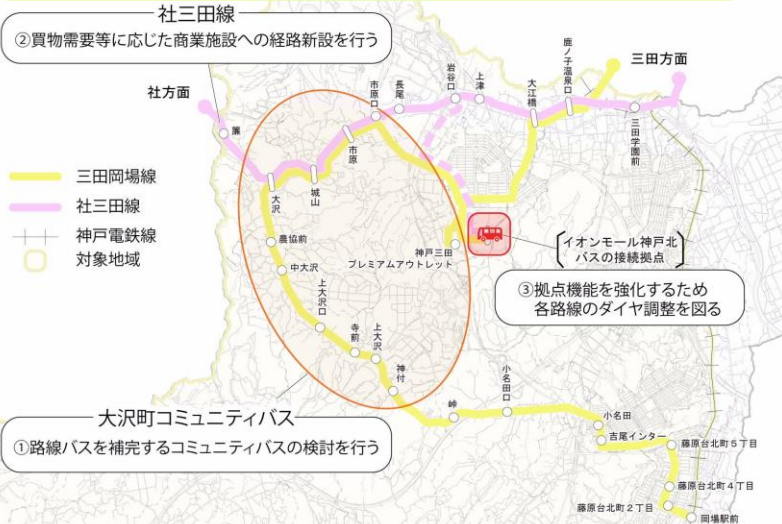 社三田線
②買物需要等に応じた商業施設への経路新設を行う
社方面
三田方面
鹿ノ子温泉口
大江橋
上津
岩谷口
長尾
市原口
三田学園前
簾
市原
城山
大沢
三田岡場線
社三田線
神戸電鉄線
対象地域
農協前
中大沢
上大沢口
寺前
上大沢
神付
神戸三田
プレミアムアウトレット
イオンモール神戸北
バスの接続拠点
③拠点機能を強化するため
各路線のダイヤ調整を図る
大沢町コミュニティバス
①路線バスを補完するコミュニティバスの検討を行う
峠
小名田口
小名田
吉尾インター
藤原台北町5丁目
藤原台北町4丁目
藤原台北町2丁目
岡場駅前